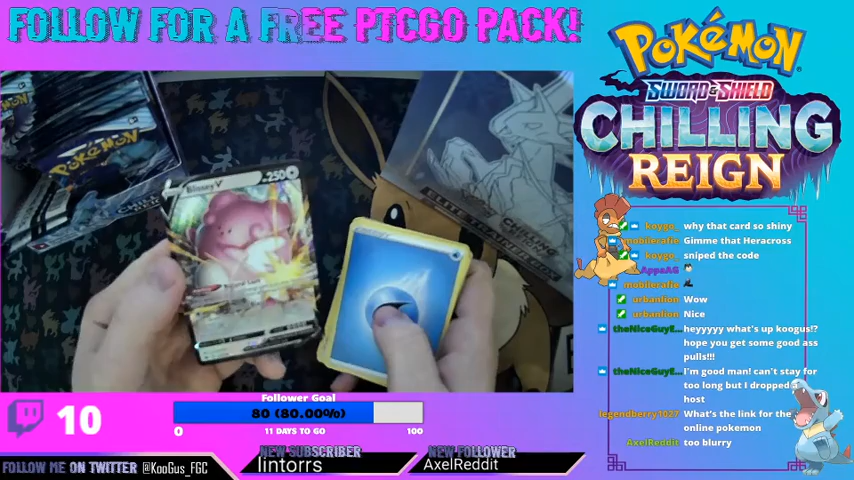 FOLLOW FOR A FREE PTCGO PACK!
POKéMON
SWORD & SHIELD
CHILLING
REIGN
POKéMON
Blissey V
250
ELITE TRAINER BOX
koygo_ why that card so shiny
mobilerafie Gimme that Heracross
koygo_ sniped the code
AppaAG
mobilerafie
urbanlion Wow
urbanlion Nice
theNiceGuyE... heyyyyy what's up koogus!?
hope you get some good ass
pulls!!!
theNiceGuyE... I'm good man! can't stay for
too long but I dropped a
host
legendberry1027 What's the link for the
online pokemon
AxelReddit too blurry
10
Follower Goal
80 (80.00%)
0 11 DAYS TO GO 100
FOLLOW ME ON TWITTER @KooGus_FGC
NEW SUBSCRIBER
lintorrs
NEW FOLLOWER
AxelReddit